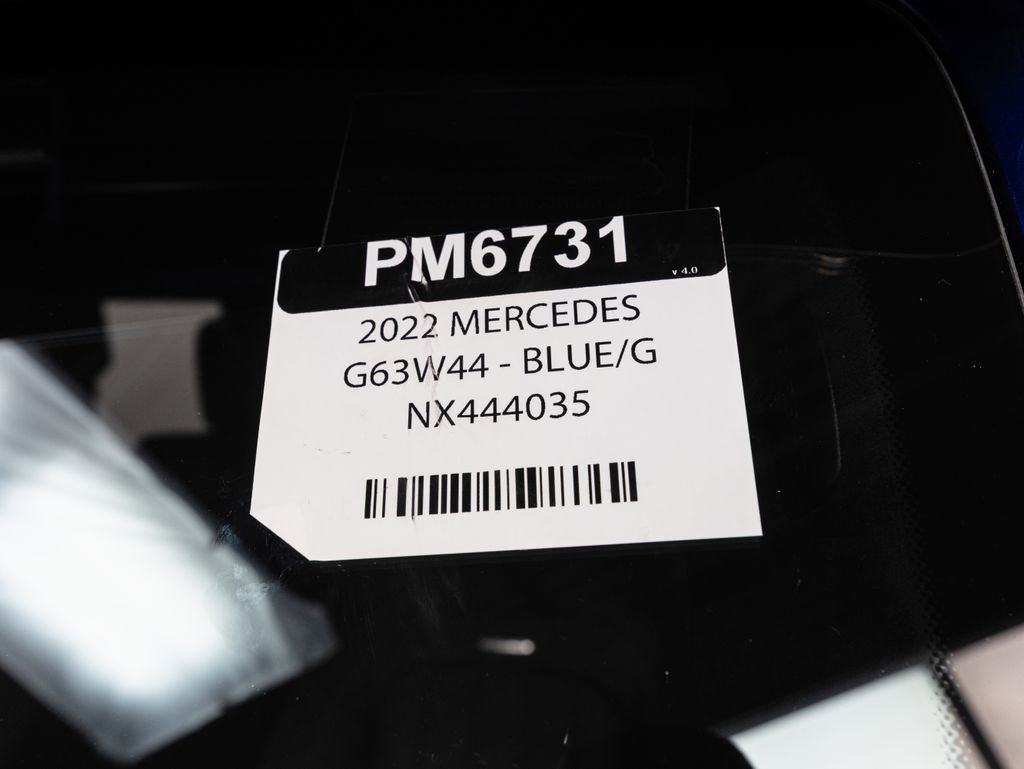 PM6731
v 4.0
2022 MERCEDES
G63W44 - BLUE/G
NX444035